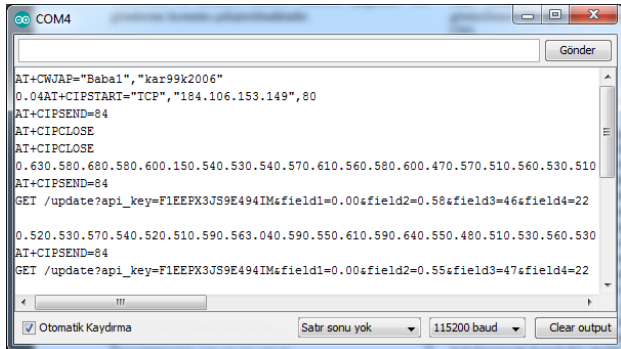 COM4
Gönder
AT+CWJAP="Baba1","kar99k2006"
0.04AT+CIPSTART="TCP","184.106.153.149",80
AT+CIPSEND=84
AT+CIPCLOSE
AT+CIPCLOSE
0.630.580.680.580.600.150.540.530.540.570.610.560.580.600.470.570.510.560.530.510
AT+CIPSEND=84
GET /update?api_key=F1EEPX3JS9E494IM&field1=0.00&field2=0.58&field3=46&field4=22
0.520.530.570.540.520.510.590.563.040.590.550.610.590.640.550.480.510.530.560.530
AT+CIPSEND=84
GET /update?api_key=F1EEPX3JS9E494IM&field1=0.00&field2=0.55&field3=47&field4=22
Otomatik Kaydırma
Satır sonu yok
115200 baud
Clear output